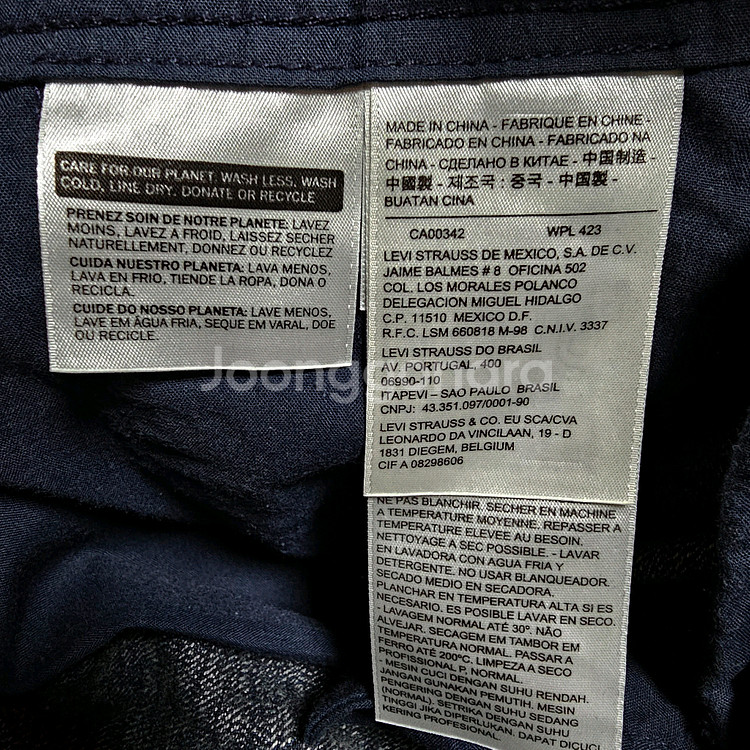 CARE FOR OUR PLANET. WASH LESS, WASH
COLD, LINE DRY, DONATE OR RECYCLE
PRENEZ SOIN DE NOTRE PLANETE: LAVEZ
MOINS, LAVEZ A FROID, LAISSEZ SECHER
NATURELLEMENT, DONNEZ OU RECYCLEZ
CUIDA NUESTRO PLANETA: LAVA MENOS,
LAVA EN FRIO, TIENDE LA ROPA, DONA O
RECICLA.
CUIDE DO NOSSO PLANETA: LAVE MENOS,
LAVE EM ÁGUA FRIA, SEQUE EM VARAL, DOE
OU RECICLE.
MADE IN CHINA - FABRIQUE EN CHINE -
FABRICADO EN CHINA - FABRICADO NA
CHINA - СДЕЛАНО В КИТАЕ - 中国制造 -
中國製 - 제조국 : 중국 - 中国製 -
BUATAN CINA
CA00342 WPL 423
LEVI STRAUSS DE MEXICO, S.A. DE C.V.
JAIME BALMES # 8 OFICINA 502
COL. LOS MORALES POLANCO
DELEGACION MIGUEL HIDALGO
C.P. 11510 MEXICO D.F.
R.F.C. LSM 660818 M-98 C.N.I.V. 3337
LEVI STRAUSS DO BRASIL
AV. PORTUGAL, 400
06990-110
ITAPEVI – SAO PAULO BRASIL
CNPJ: 43.351.097/0001-90
LEVI STRAUSS & CO. EU SCA/CVA
LEONARDO DA VINCILAAN, 19 - D
1831 DIEGEM, BELGIUM
CIF A 08298606
NE PAS BLANCHIR. SECHER EN MACHINE
A TEMPERATURE MOYENNE. REPASSER A
TEMPERATURE ELEVEE AU BESOIN.
NETTOYAGE A SEC POSSIBLE. - LAVAR
EN LAVADORA CON AGUA FRIA Y
DETERGENTE. NO USAR BLANQUEADOR.
SECADO MEDIO EN SECADORA.
PLANCHAR EN TEMPERATURA ALTA SI ES
NECESARIO. ES POSIBLE LAVAR EN SECO.
- LAVAGEM NORMAL ATÉ 30º. NÃO
ALVEJAR. SECAGEM EM TAMBOR EM
TEMPERATURA NORMAL. PASSAR A
FERRO ATÉ 200ºC. LIMPEZA A SECO
PROFISSIONAL P, NORMAL.
- MESIN CUCI DENGAN SUHU RENDAH.
JANGAN GUNAKAN PEMUTIH. MESIN
PENGERING DENGAN SUHU SEDANG
(NORMAL). SETRIKA DENGAN SUHU
TINGGI JIKA DIPERLUKAN. DAPAT DICUCI
KERING PROFESIONAL.